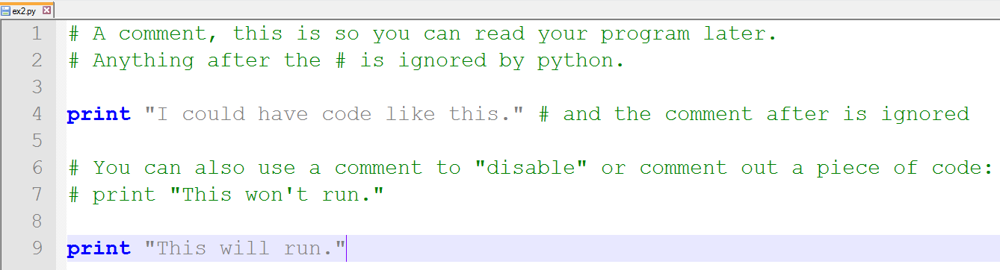 ex2.py
1 # A comment, this is so you can read your program later.
2 # Anything after the # is ignored by python.
3
4 print "I could have code like this." # and the comment after is ignored
5
6 # You can also use a comment to "disable" or comment out a piece of code:
7 # print "This won't run."
8
9 print "This will run."